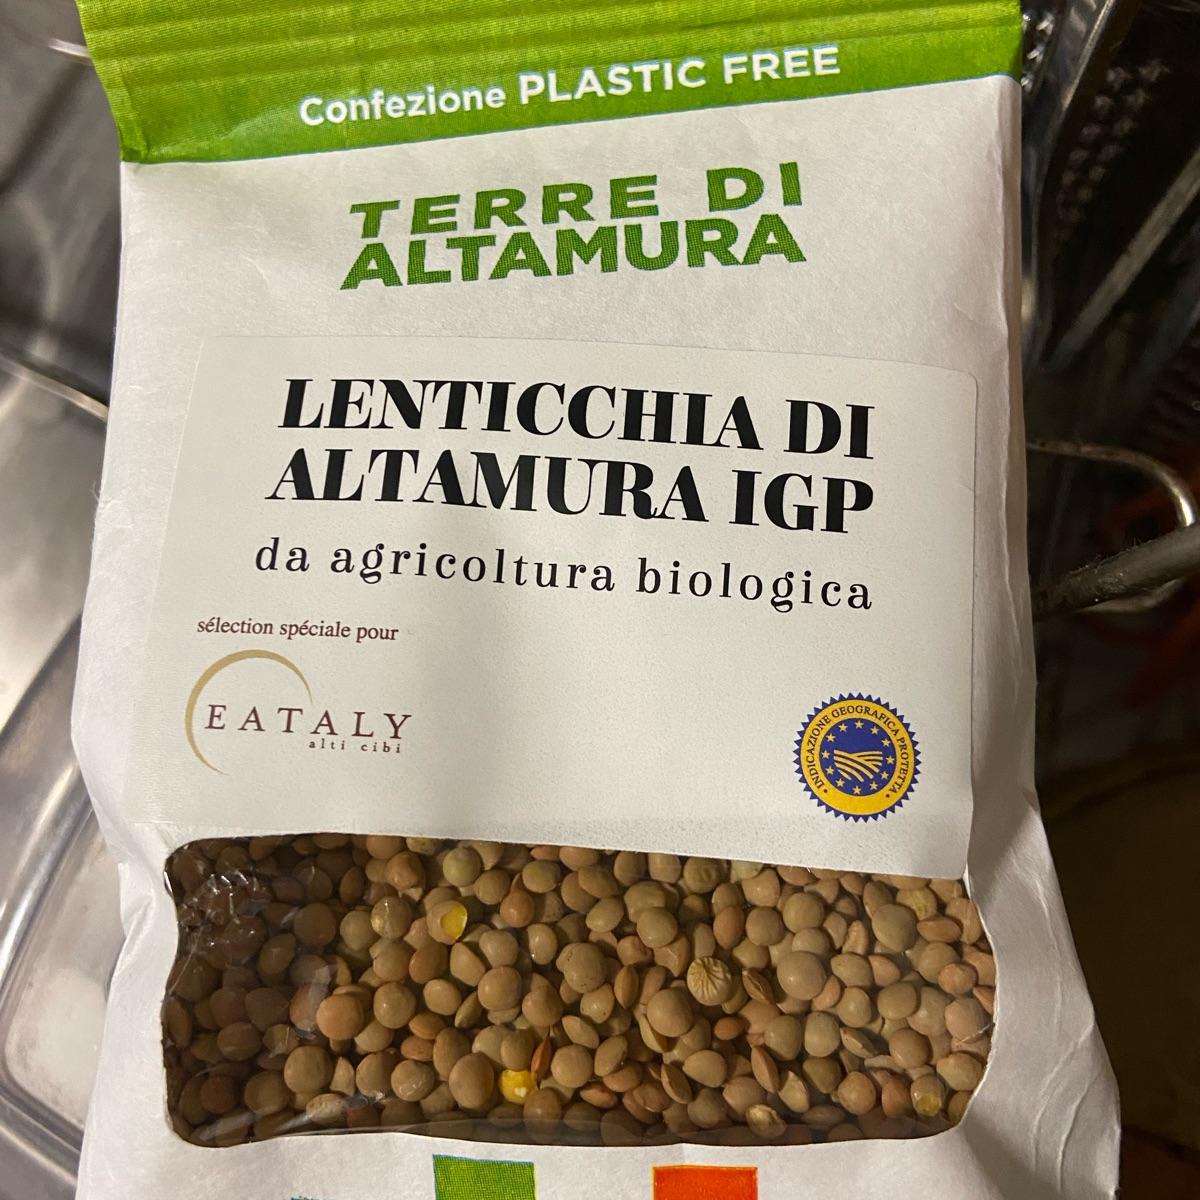 Confezione PLASTIC FREE
TERRE DI
ALTAMURA
LENTICCHIA DI
ALTAMURA IGP
da agricoltura biologica
sélection spéciale pour
EATALY
alti cibi
INDICAZIONE GEOGRAFICA PROTETTA